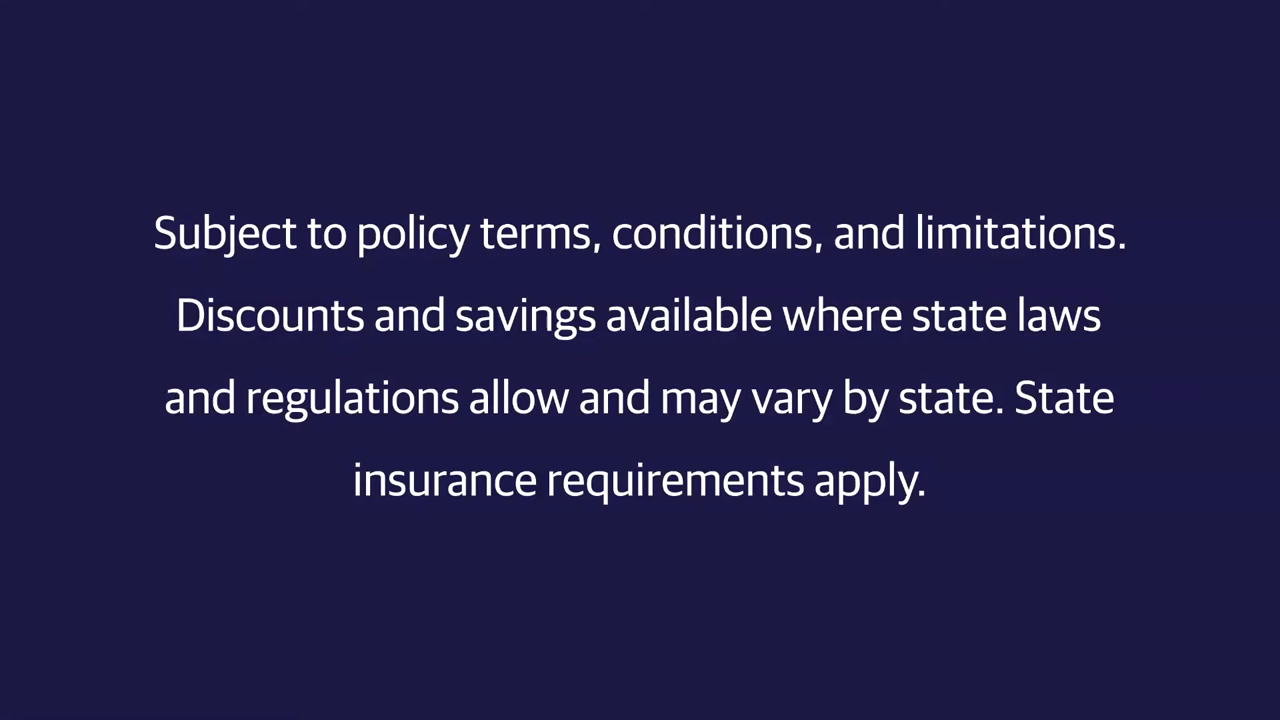 Subject to policy terms, conditions, and limitations.
Discounts and savings available where state laws
and regulations allow and may vary by state. State
insurance requirements apply.